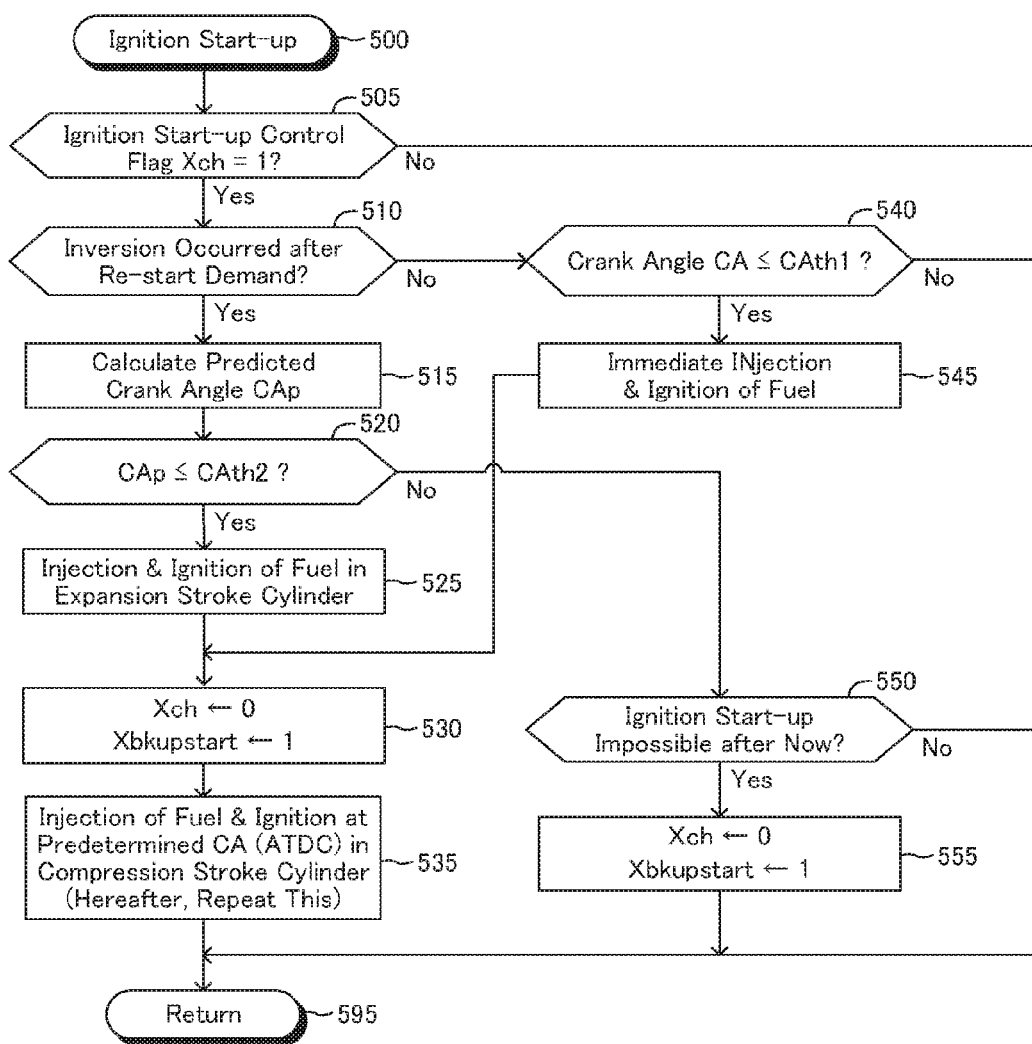 Ignition Start-up
500
505
Ignition Start-up Control
Flag Xch = 1?
No
Yes
510
Inversion Occurred after
Re-start Demand?
No
Yes
540
Crank Angle CA ≦ CAth1 ?
No
Yes
Calculate Predicted
Crank Angle CAp
515
Immediate INjection
& Ignition of Fuel
545
520
CAp ≦ CAth2 ?
No
Yes
Injection & Ignition of Fuel in
Expansion Stroke Cylinder
525
Xch ← 0
Xbkupstart ← 1
530
550
Ignition Start-up
Impossible after Now?
No
Yes
Injection of Fuel & Ignition at
Predetermined CA (ATDC) in
Compression Stroke Cylinder
(Hereafter, Repeat This)
535
Xch ← 0
Xbkupstart ← 1
555
Return
595